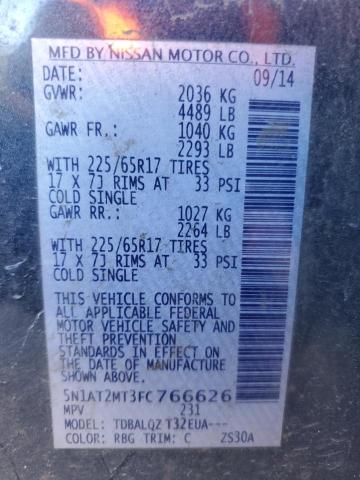 MFD BY NISSAN MOTOR CO., LTD.
DATE: 09/14
GVWR: 2036 KG
4489 LB
GAWR FR.: 1040 KG
2293 LB
WITH 225/65R17 TIRES
17 X 7J RIMS AT 33 PSI
COLD SINGLE
GAWR RR.: 1027 KG
2264 LB
WITH 225/65R17 TIRES
17 X 7J RIMS AT 33 PSI
COLD SINGLE
THIS VEHICLE CONFORMS TO
ALL APPLICABLE FEDERAL
MOTOR VEHICLE SAFETY AND
THEFT PREVENTION
STANDARDS IN EFFECT ON
THE DATE OF MANUFACTURE
SHOWN ABOVE.
5N1AT2MT3FC766626
MPV 231
MODEL: TDBALQZ T32EUA---
COLOR: RBG TRIM: C ZS30A